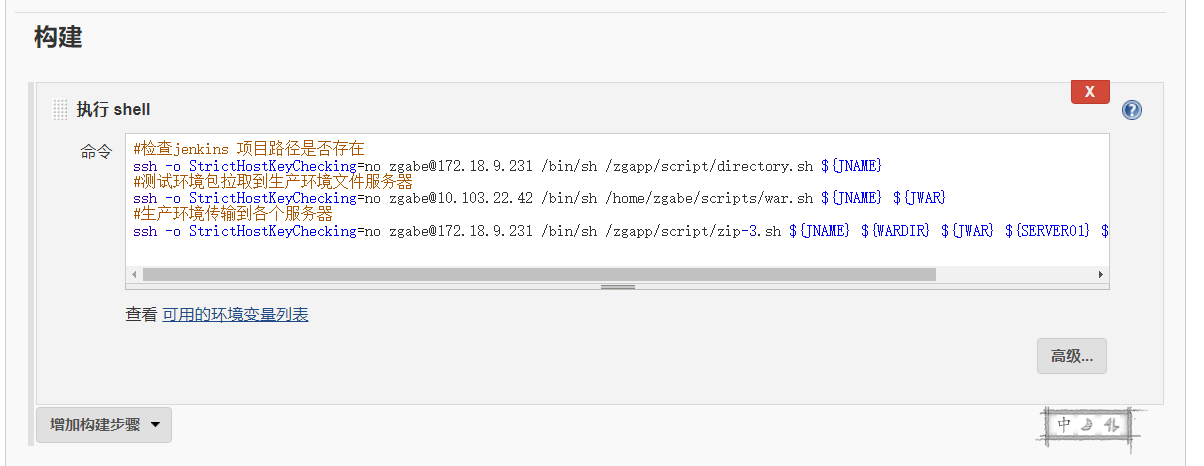 构建
执行 shell
X
命令
#检查jenkins 项目路径是否存在
ssh -o StrictHostKeyChecking=no zgabe@172.18.9.231 /bin/sh /zgapp/script/directory.sh ${JNAME}
#测试环境包拉取到生产环境文件服务器
ssh -o StrictHostKeyChecking=no zgabe@10.103.22.42 /bin/sh /home/zgabe/scripts/war.sh ${JNAME} ${JWAR}
#生产环境传输到各个服务器
ssh -o StrictHostKeyChecking=no zgabe@172.18.9.231 /bin/sh /zgapp/script/zip-3.sh ${JNAME} ${WARDIR} ${JWAR} ${SERVER01} $
查看 可用的环境变量列表
高级...
增加构建步骤
中